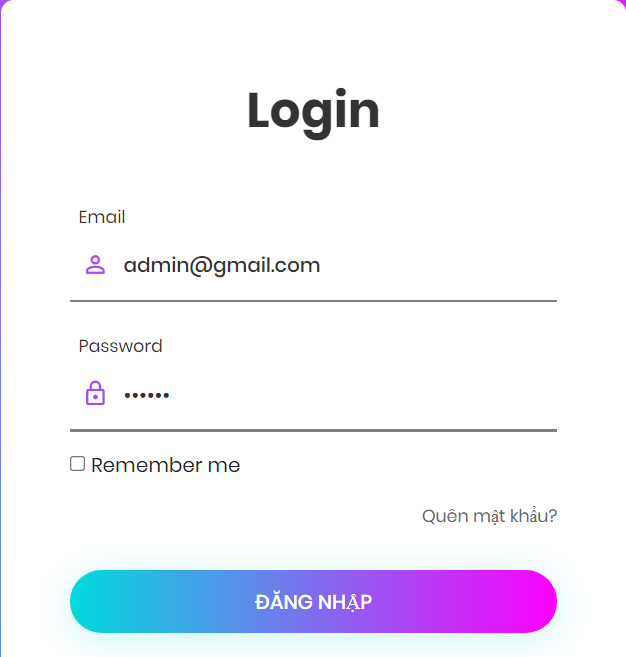 Login
Email
admin@gmail.com
Password
••••••
Remember me
Quên mật khẩu?
ĐĂNG NHẬP